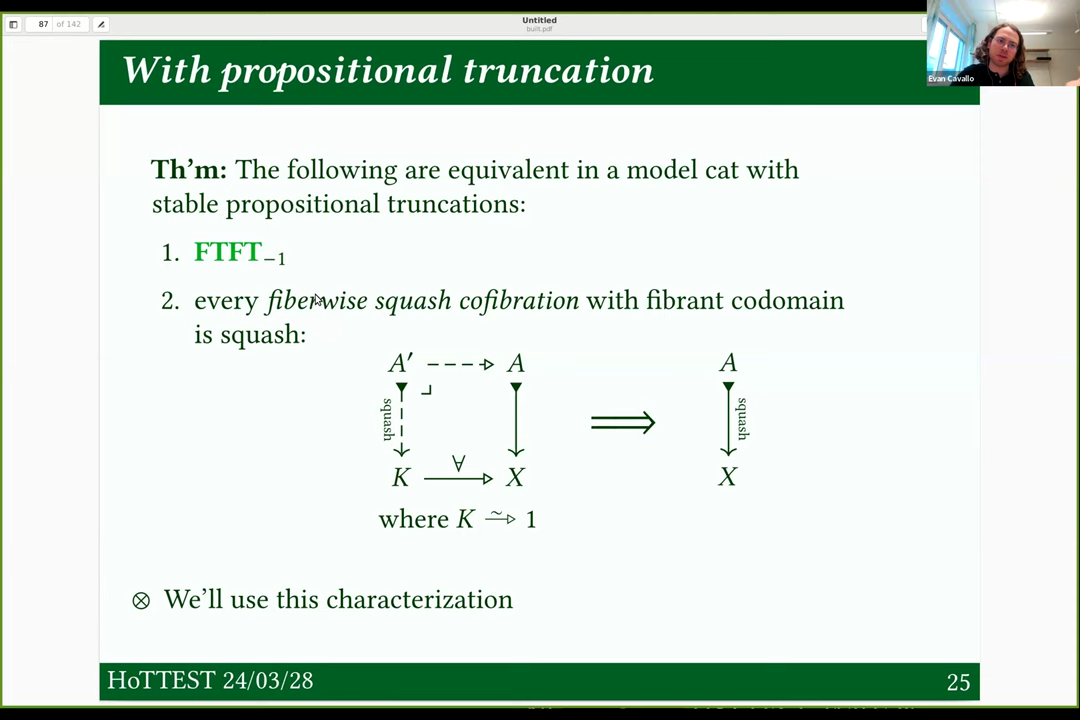 87 of 142
Untitled
built.pdf
Evan Cavallo
With propositional truncation
Th’m: The following are equivalent in a model cat with
stable propositional truncations:
1. FTFT₋₁
2. every fiberwise squash cofibration with fibrant codomain
is squash:
A′ A A
squash squash
∀
K X X
where K ⥲ 1
⊗ We’ll use this characterization
HoTTEST 24/03/28 25